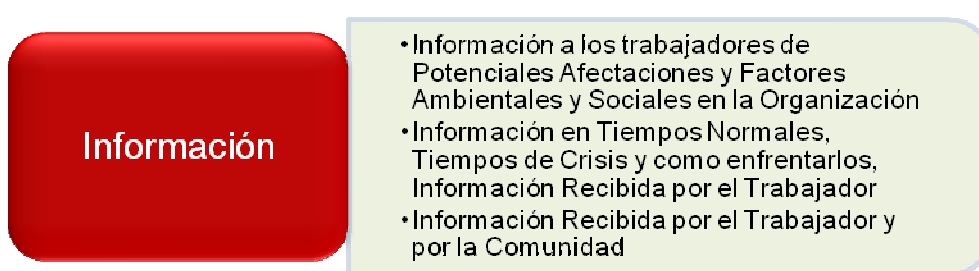 Información
•Información a los trabajadores de
Potenciales Afectaciones y Factores
Ambientales y Sociales en la Organización
•Información en Tiempos Normales,
Tiempos de Crisis y como enfrentarlos,
Información Recibida por el Trabajador
•Información Recibida por el Trabajador y
por la Comunidad